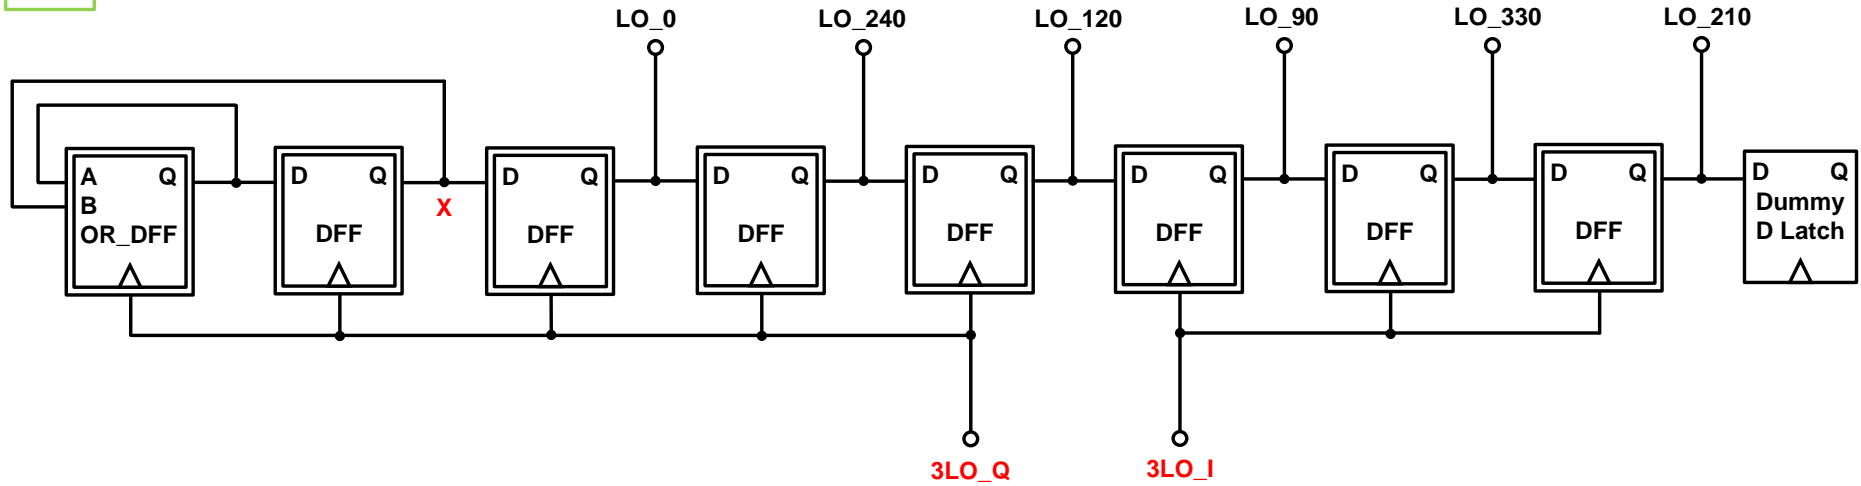 LO_0
LO_240
LO_120
LO_90
LO_330
LO_210
A
Q
B
OR_DFF
D
Q
DFF
X
D
Q
DFF
D
Q
DFF
D
Q
DFF
D
Q
DFF
D
Q
DFF
D
Q
DFF
D
Q
Dummy
D Latch
3LO_Q
3LO_I